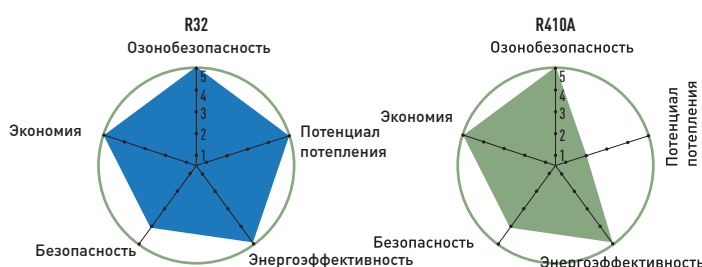 R32
Озонобезопасность
5
4
3
2
1
Экономия
Потенциал
потепления
Безопасность
Энергоэффективность
R410A
Озонобезопасность
5
4
3
2
1
Экономия
Потенциал
потепления
Безопасность
Энергоэффективность